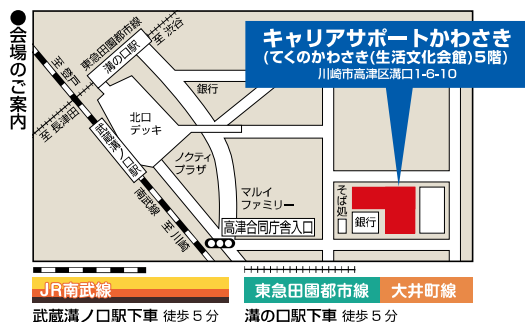 ●会場のご案内
至 渋谷
東急田園都市線
溝の口駅
至 登戸
至 長津田
キャリアサポートかわさき
(てくのかわさき(生活文化会館)5階)
川崎市高津区溝口1-6-10
銀行
北口
デッキ
武蔵溝ノ口駅
ノクティ
プラザ
南武線
至 川崎
マルイ
ファミリー
高津合同庁舎入口
そば処
銀行
JR南武線
東急田園都市線
大井町線
武蔵溝ノ口駅下車 徒歩5分
溝の口駅下車 徒歩5分